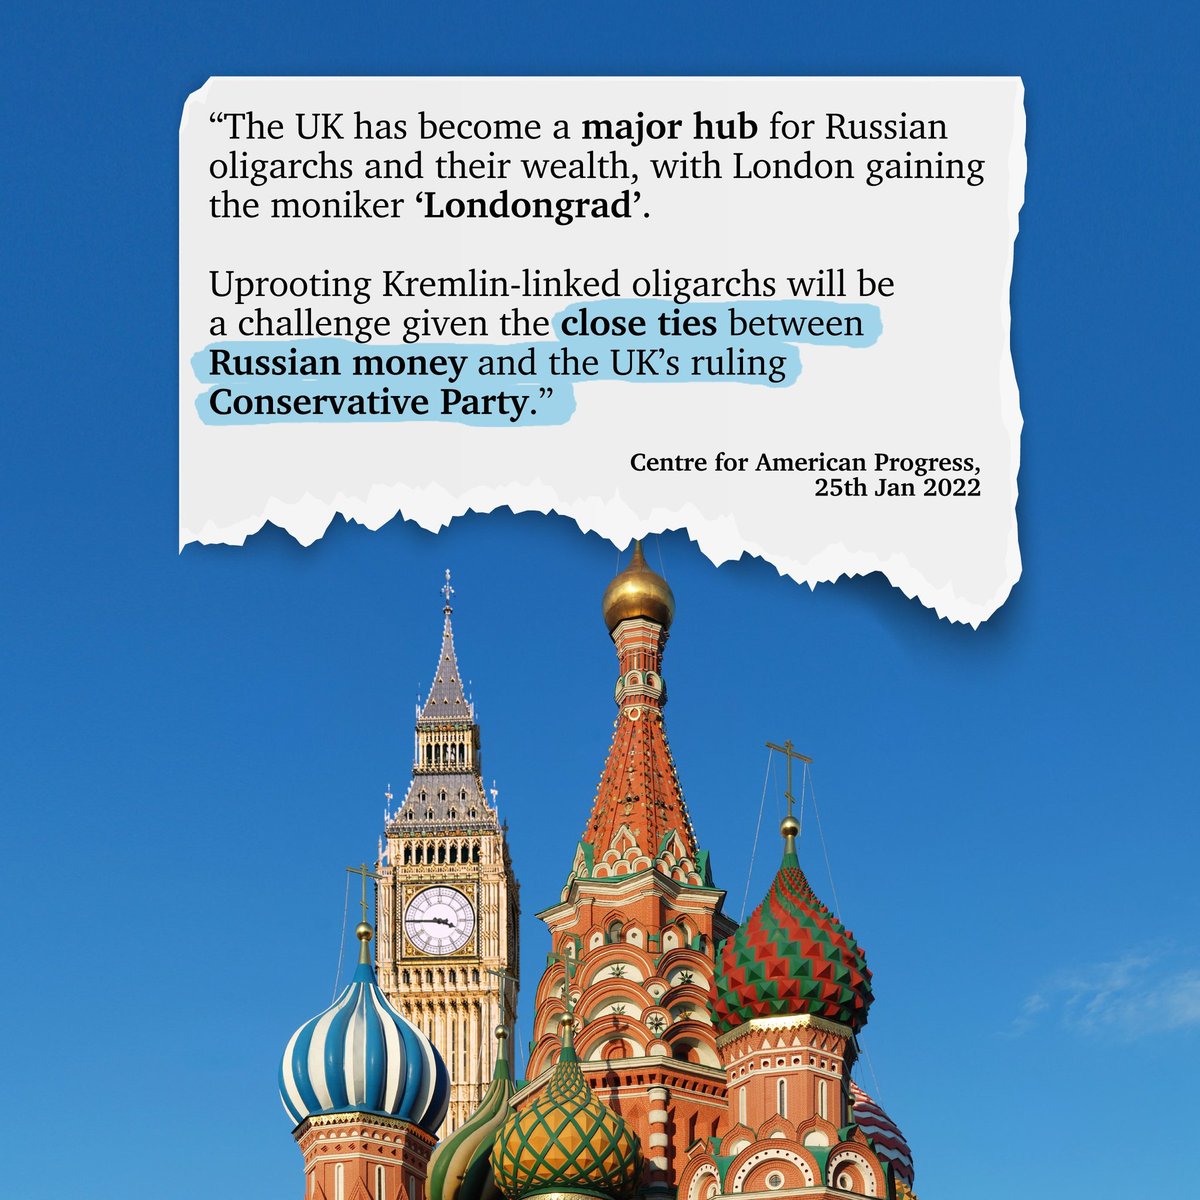 “The UK has become a major hub for Russian
oligarchs and their wealth, with London gaining
the moniker ‘Londongrad’.
Uprooting Kremlin-linked oligarchs will be
a challenge given the close ties between
Russian money and the UK’s ruling
Conservative Party.”
Centre for American Progress,
25th Jan 2022